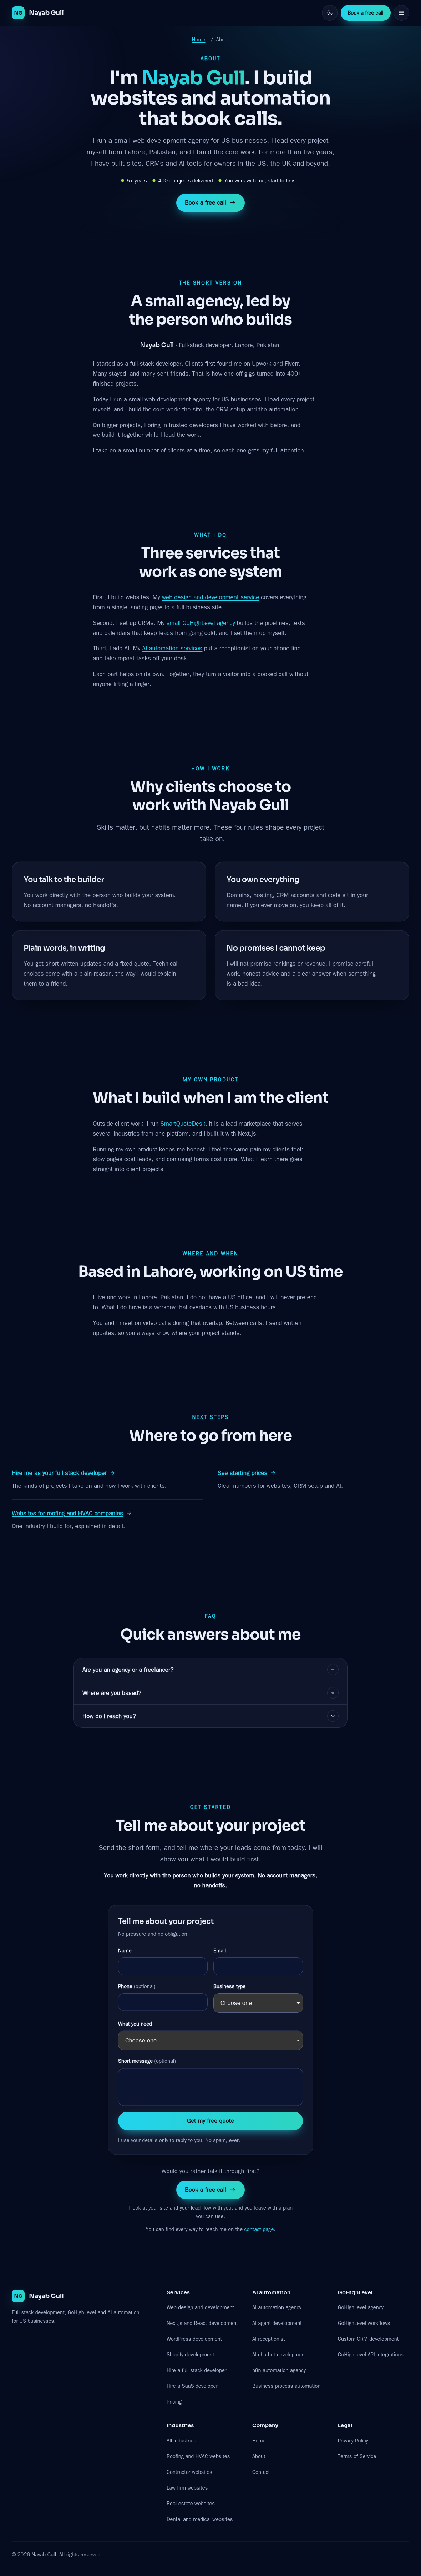 NG Nayab Gull
Book a free call
Home / About
ABOUT
I'm Nayab Gull. I build
websites and automation
that book calls.
I run a small web development agency for US businesses. I lead every project
myself from Lahore, Pakistan, and I build the core work. For more than five years,
I have built sites, CRMs and AI tools for owners in the US, the UK and beyond.
5+ years 400+ projects delivered You work with me, start to finish.
Book a free call →
THE SHORT VERSION
A small agency, led by
the person who builds
Nayab Gull · Full-stack developer, Lahore, Pakistan.
I started as a full-stack developer. Clients first found me on Upwork and Fiverr.
Many stayed, and many sent friends. That is how one-off gigs turned into 400+
finished projects.
Today I run a small web development agency for US businesses. I lead every project
myself, and I build the core work: the site, the CRM setup and the automation.
On bigger projects, I bring in trusted developers I have worked with before, and
we build it together while I lead the work.
I take on a small number of clients at a time, so each one gets my full attention.
WHAT I DO
Three services that
work as one system
First, I build websites. My web design and development service covers everything
from a single landing page to a full business site.
Second, I set up CRMs. My small GoHighLevel agency builds the pipelines, texts
and calendars that keep leads from going cold, and I set them up myself.
Third, I add AI. My AI automation services put a receptionist on your phone line
and take repeat tasks off your desk.
Each part helps on its own. Together, they turn a visitor into a booked call without
anyone lifting a finger.
HOW I WORK
Why clients choose to
work with Nayab Gull
Skills matter, but habits matter more. These four rules shape every project
I take on.
You talk to the builder
You work directly with the person who builds your system.
No account managers, no handoffs.
You own everything
Domains, hosting, CRM accounts and code sit in your
name. If you ever move on, you keep all of it.
Plain words, in writing
You get short written updates and a fixed quote. Technical
choices come with a plain reason, the way I would explain
them to a friend.
No promises I cannot keep
I will not promise rankings or revenue. I promise careful
work, honest advice and a clear answer when something
is a bad idea.
MY OWN PRODUCT
What I build when I am the client
Outside client work, I run SmartQuoteDesk. It is a lead marketplace that serves
several industries from one platform, and I built it with Next.js.
Running my own product keeps me honest. I feel the same pain my clients feel:
slow pages cost leads, and confusing forms cost more. What I learn there goes
straight into client projects.
WHERE AND WHEN
Based in Lahore, working on US time
I live and work in Lahore, Pakistan. I do not have a US office, and I will never pretend
to. What I do have is a workday that overlaps with US business hours.
You and I meet on video calls during that overlap. Between calls, I send written
updates, so you always know where your project stands.
NEXT STEPS
Where to go from here
Hire me as your full stack developer →
The kinds of projects I take on and how I work with clients.
See starting prices →
Clear numbers for websites, CRM setup and AI.
Websites for roofing and HVAC companies →
One industry I build for, explained in detail.
FAQ
Quick answers about me
Are you an agency or a freelancer?
Where are you based?
How do I reach you?
GET STARTED
Tell me about your project
Send the short form, and tell me where your leads come from today. I will
show you what I would build first.
You work directly with the person who builds your system. No account managers,
no handoffs.
Tell me about your project
No pressure and no obligation.
Name
Email
Phone (optional)
Business type
Choose one
What you need
Choose one
Short message (optional)
Get my free quote
I use your details only to reply to you. No spam, ever.
Would you rather talk it through first?
Book a free call →
I look at your site and your lead flow with you, and you leave with a plan
you can use.
You can find every way to reach me on the contact page.
NG Nayab Gull
Full-stack development, GoHighLevel and AI automation
for US businesses.
Services
Web design and development
Next.js and React development
WordPress development
Shopify development
Hire a full stack developer
Hire a SaaS developer
Pricing
AI automation
AI automation agency
AI agent development
AI receptionist
AI chatbot development
n8n automation agency
Business process automation
GoHighLevel
GoHighLevel agency
GoHighLevel workflows
Custom CRM development
GoHighLevel API integrations
Industries
All industries
Roofing and HVAC websites
Contractor websites
Law firm websites
Real estate websites
Dental and medical websites
Company
Home
About
Contact
Legal
Privacy Policy
Terms of Service
© 2026 Nayab Gull. All rights reserved.